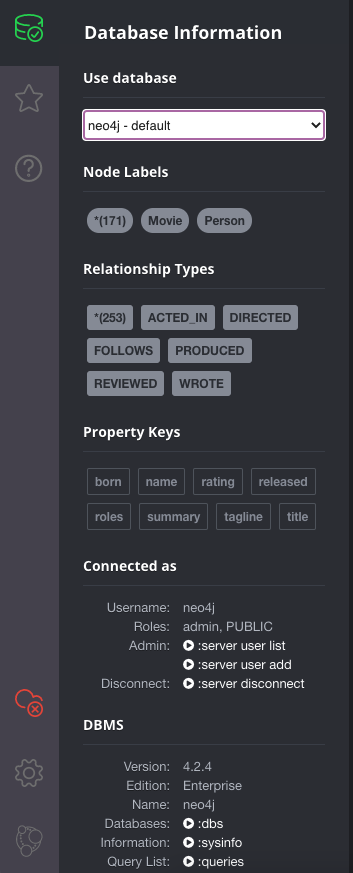 Database Information
Use database
neo4j - default
Node Labels
*(171) Movie Person
Relationship Types
*(253) ACTED_IN DIRECTED
FOLLOWS PRODUCED
REVIEWED WROTE
Property Keys
born name rating released
roles summary tagline title
Connected as
Username: neo4j
Roles: admin, PUBLIC
Admin: :server user list
:server user add
Disconnect: :server disconnect
DBMS
Version: 4.2.4
Edition: Enterprise
Name: neo4j
Databases: :dbs
Information: :sysinfo
Query List: :queries